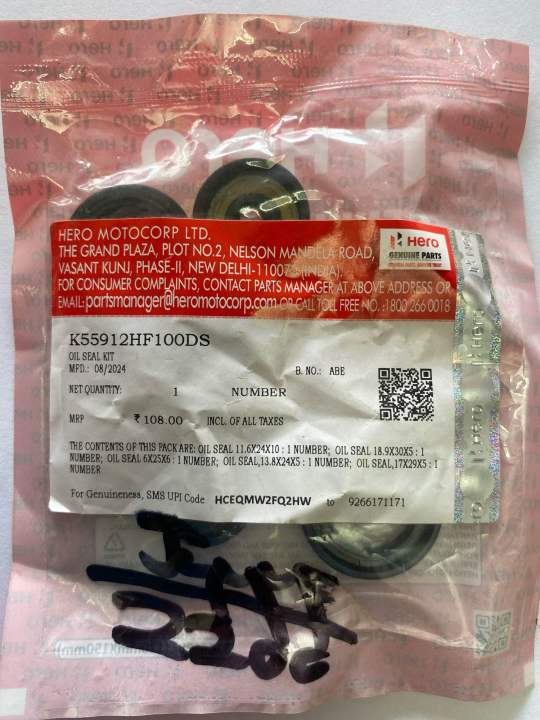 Hero
HERO MOTOCORP LTD.
THE GRAND PLAZA, PLOT NO.2, NELSON MANDELA ROAD,
VASANT KUNJ, PHASE-II, NEW DELHI-110070 (INDIA).
FOR CONSUMER COMPLAINTS, CONTACT PARTS MANAGER AT ABOVE ADDRESS OR
EMAIL:partsmanager@heromotocorp.com OR CALL TOLL FREE NO. :1800 266 0018
Hero
GENUINE PARTS
K55912HF100DS
OIL SEAL KIT
MFD.: 08/2024
B. NO.: ABE
NET QUANTITY: 1 NUMBER
MRP ₹ 108.00 INCL. OF ALL TAXES
THE CONTENTS OF THIS PACK ARE: OIL SEAL 11.6X24X10 : 1 NUMBER; OIL SEAL 18.9X30X5 : 1
NUMBER; OIL SEAL 6X25X6 : 1 NUMBER; OIL SEAL,13.8X24X5 : 1 NUMBER; OIL SEAL,17X29X5 : 1
NUMBER
For Genuineness, SMS UPI Code HCEQMW2FQ2HW to 9266171171
Hero